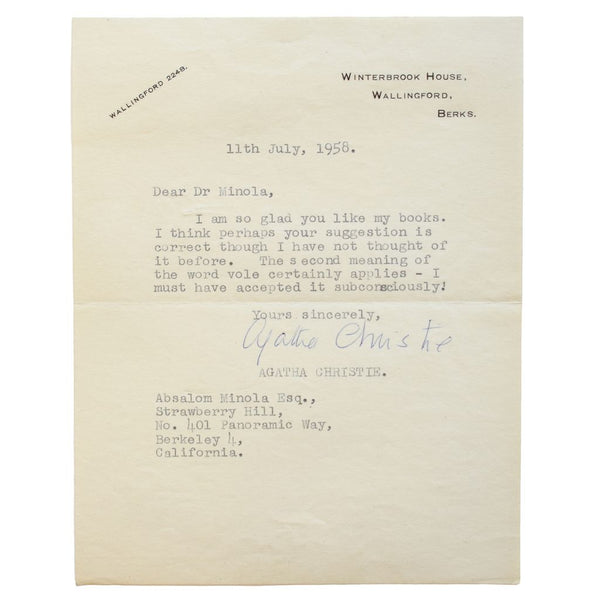 WALLINGFORD 2248.
WINTERBROOK HOUSE,
WALLINGFORD,
BERKS.
11th July, 1958.
Dear Dr Minola,
I am so glad you like my books.
I think perhaps your suggestion is
correct though I have not thought of
it before. The second meaning of
the word vole certainly applies - I
must have accepted it subconsciously!
Yours sincerely,
Agatha Christie
AGATHA CHRISTIE.
Absalom Minola Esq.,
Strawberry Hill,
No. 401 Panoramic Way,
Berkeley 4,
California.